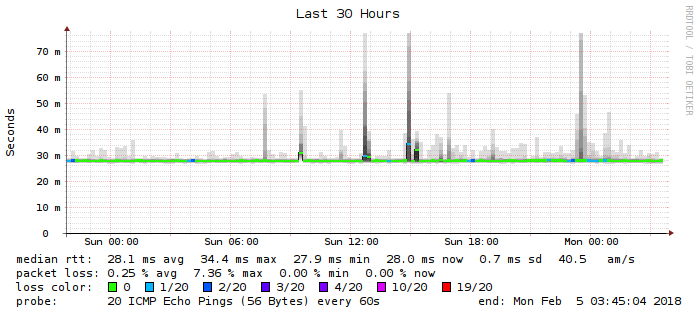 Last 30 Hours
RRDTOOL / TOBI OETIKER
Seconds
70 m
60 m
50 m
40 m
30 m
20 m
10 m
0
Sun 00:00 Sun 06:00 Sun 12:00 Sun 18:00 Mon 00:00
median rtt: 28.1 ms avg 34.4 ms max 27.9 ms min 28.0 ms now 0.7 ms sd 40.5 am/s
packet loss: 0.25 % avg 7.36 % max 0.00 % min 0.00 % now
loss color: 0 1/20 2/20 3/20 4/20 10/20 19/20
probe: 20 ICMP Echo Pings (56 Bytes) every 60s end: Mon Feb 5 03:45:04 2018